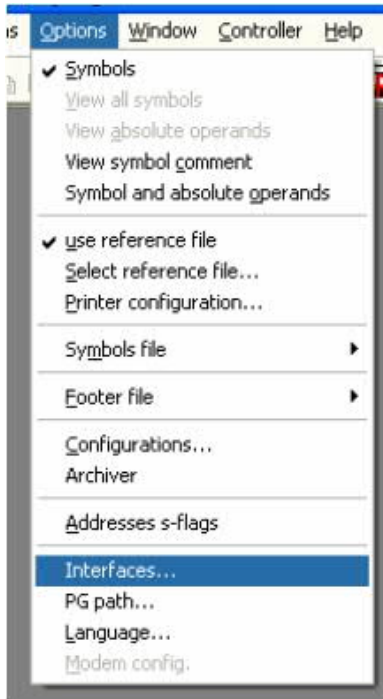 Options Window Controller Help
Symbols
View all symbols
View absolute operands
View symbol comment
Symbol and absolute operands
use reference file
Select reference file...
Printer configuration...
Symbols file
Footer file
Configurations...
Archiver
Addresses s-flags
Interfaces...
PG path...
Language...
Modem config.